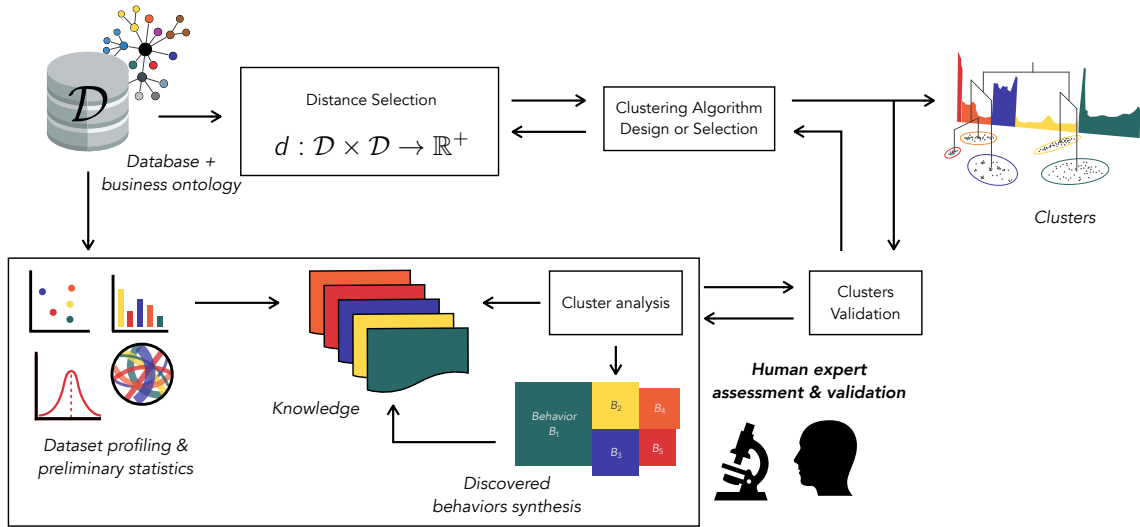 𝒟
Database +
business ontology
Distance Selection
d : 𝒟 × 𝒟 → ℝ⁺
Clustering Algorithm
Design or Selection
Clusters
Dataset profiling &
preliminary statistics
Knowledge
Cluster analysis
Behavior
B₁
B₂
B₃
B₄
B₅
Discovered
behaviors synthesis
Clusters
Validation
Human expert
assessment & validation